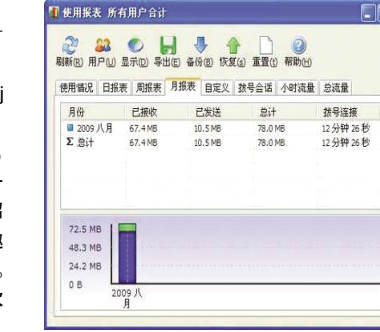 使用报表 所有用户合计
刷新(R) 用户(U) 显示(D) 导出(E) 备份(B) 恢复(S) 重置(t) 帮助(H)
使用情况 日报表 周报表 月报表 自定义 拨号会话 小时流量 总流量
月份 已接收 已发送 总计 拨号连接
2009 八月 67.4 MB 10.5 MB 78.0 MB 12 分钟 26 秒
Σ 总计 67.4 MB 10.5 MB 78.0 MB 12 分钟 26 秒
72.5 MB
48.3 MB
24.2 MB
0 B
2009 八
月